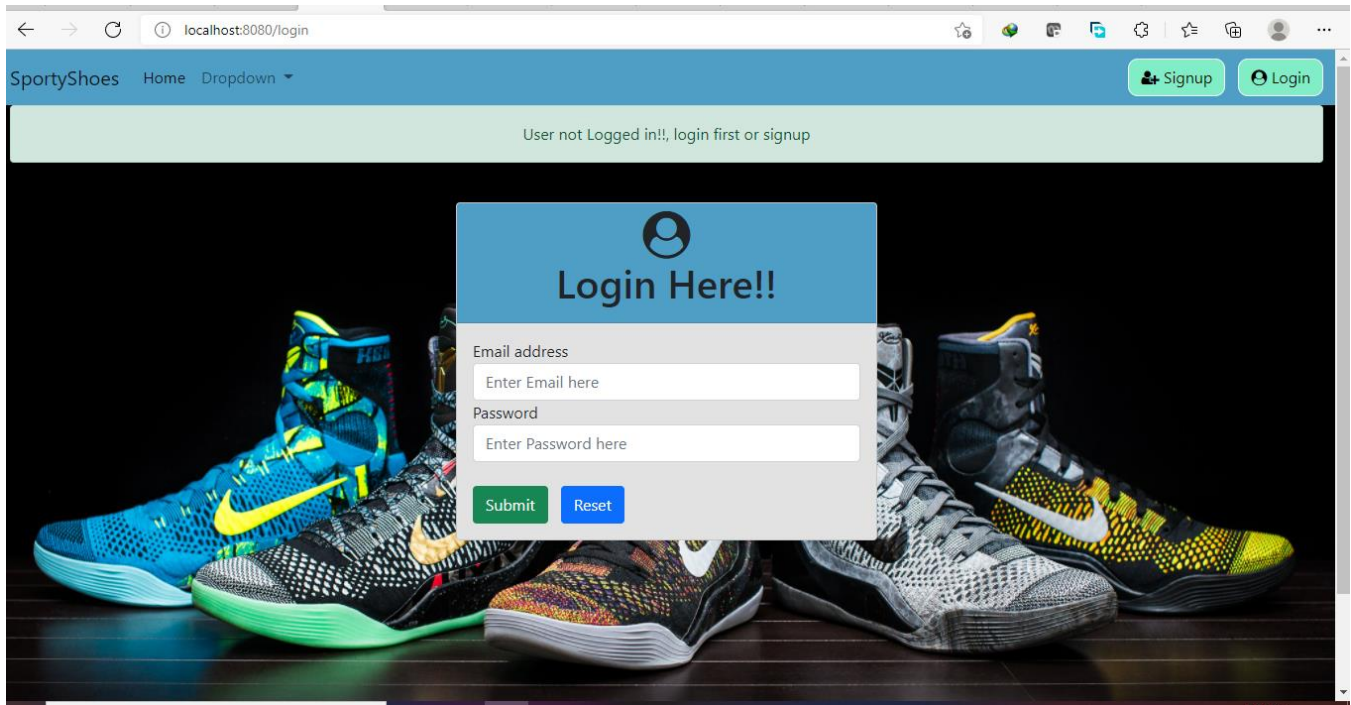 localhost:8080/login
SportyShoes Home Dropdown Signup Login
User not Logged in!!, login first or signup
Login Here!!
Email address
Enter Email here
Password
Enter Password here
Submit Reset